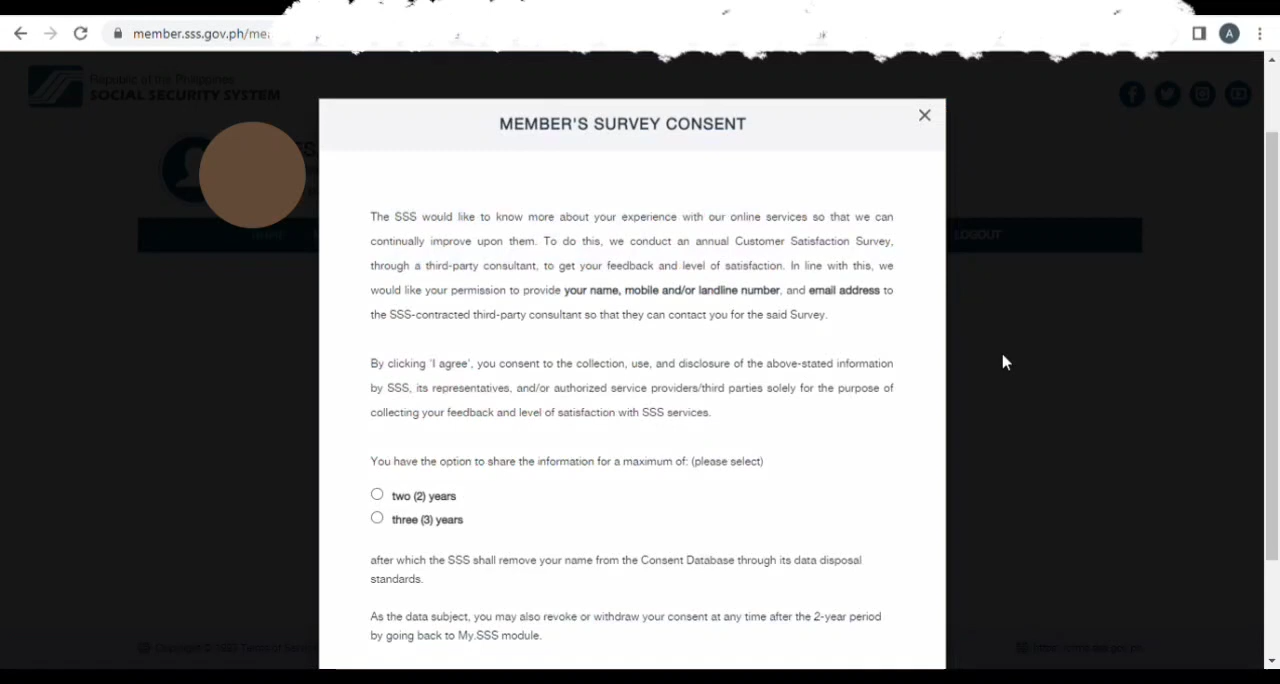 member.sss.gov.ph/me
A
Republic of the Philippines
SOCIAL SECURITY SYSTEM
MEMBER'S SURVEY CONSENT
LOGOUT
The SSS would like to know more about your experience with our online services so that we can
continually improve upon them. To do this, we conduct an annual Customer Satisfaction Survey,
through a third-party consultant, to get your feedback and level of satisfaction. In line with this, we
would like your permission to provide your name, mobile and/or landline number, and email address to
the SSS-contracted third-party consultant so that they can contact you for the said Survey.
By clicking 'I agree', you consent to the collection, use, and disclosure of the above-stated information
by SSS, its representatives, and/or authorized service providers/third parties solely for the purpose of
collecting your feedback and level of satisfaction with SSS services.
You have the option to share the information for a maximum of: (please select)
two (2) years
three (3) years
after which the SSS shall remove your name from the Consent Database through its data disposal
standards.
As the data subject, you may also revoke or withdraw your consent at any time after the 2-year period
by going back to My.SSS module.